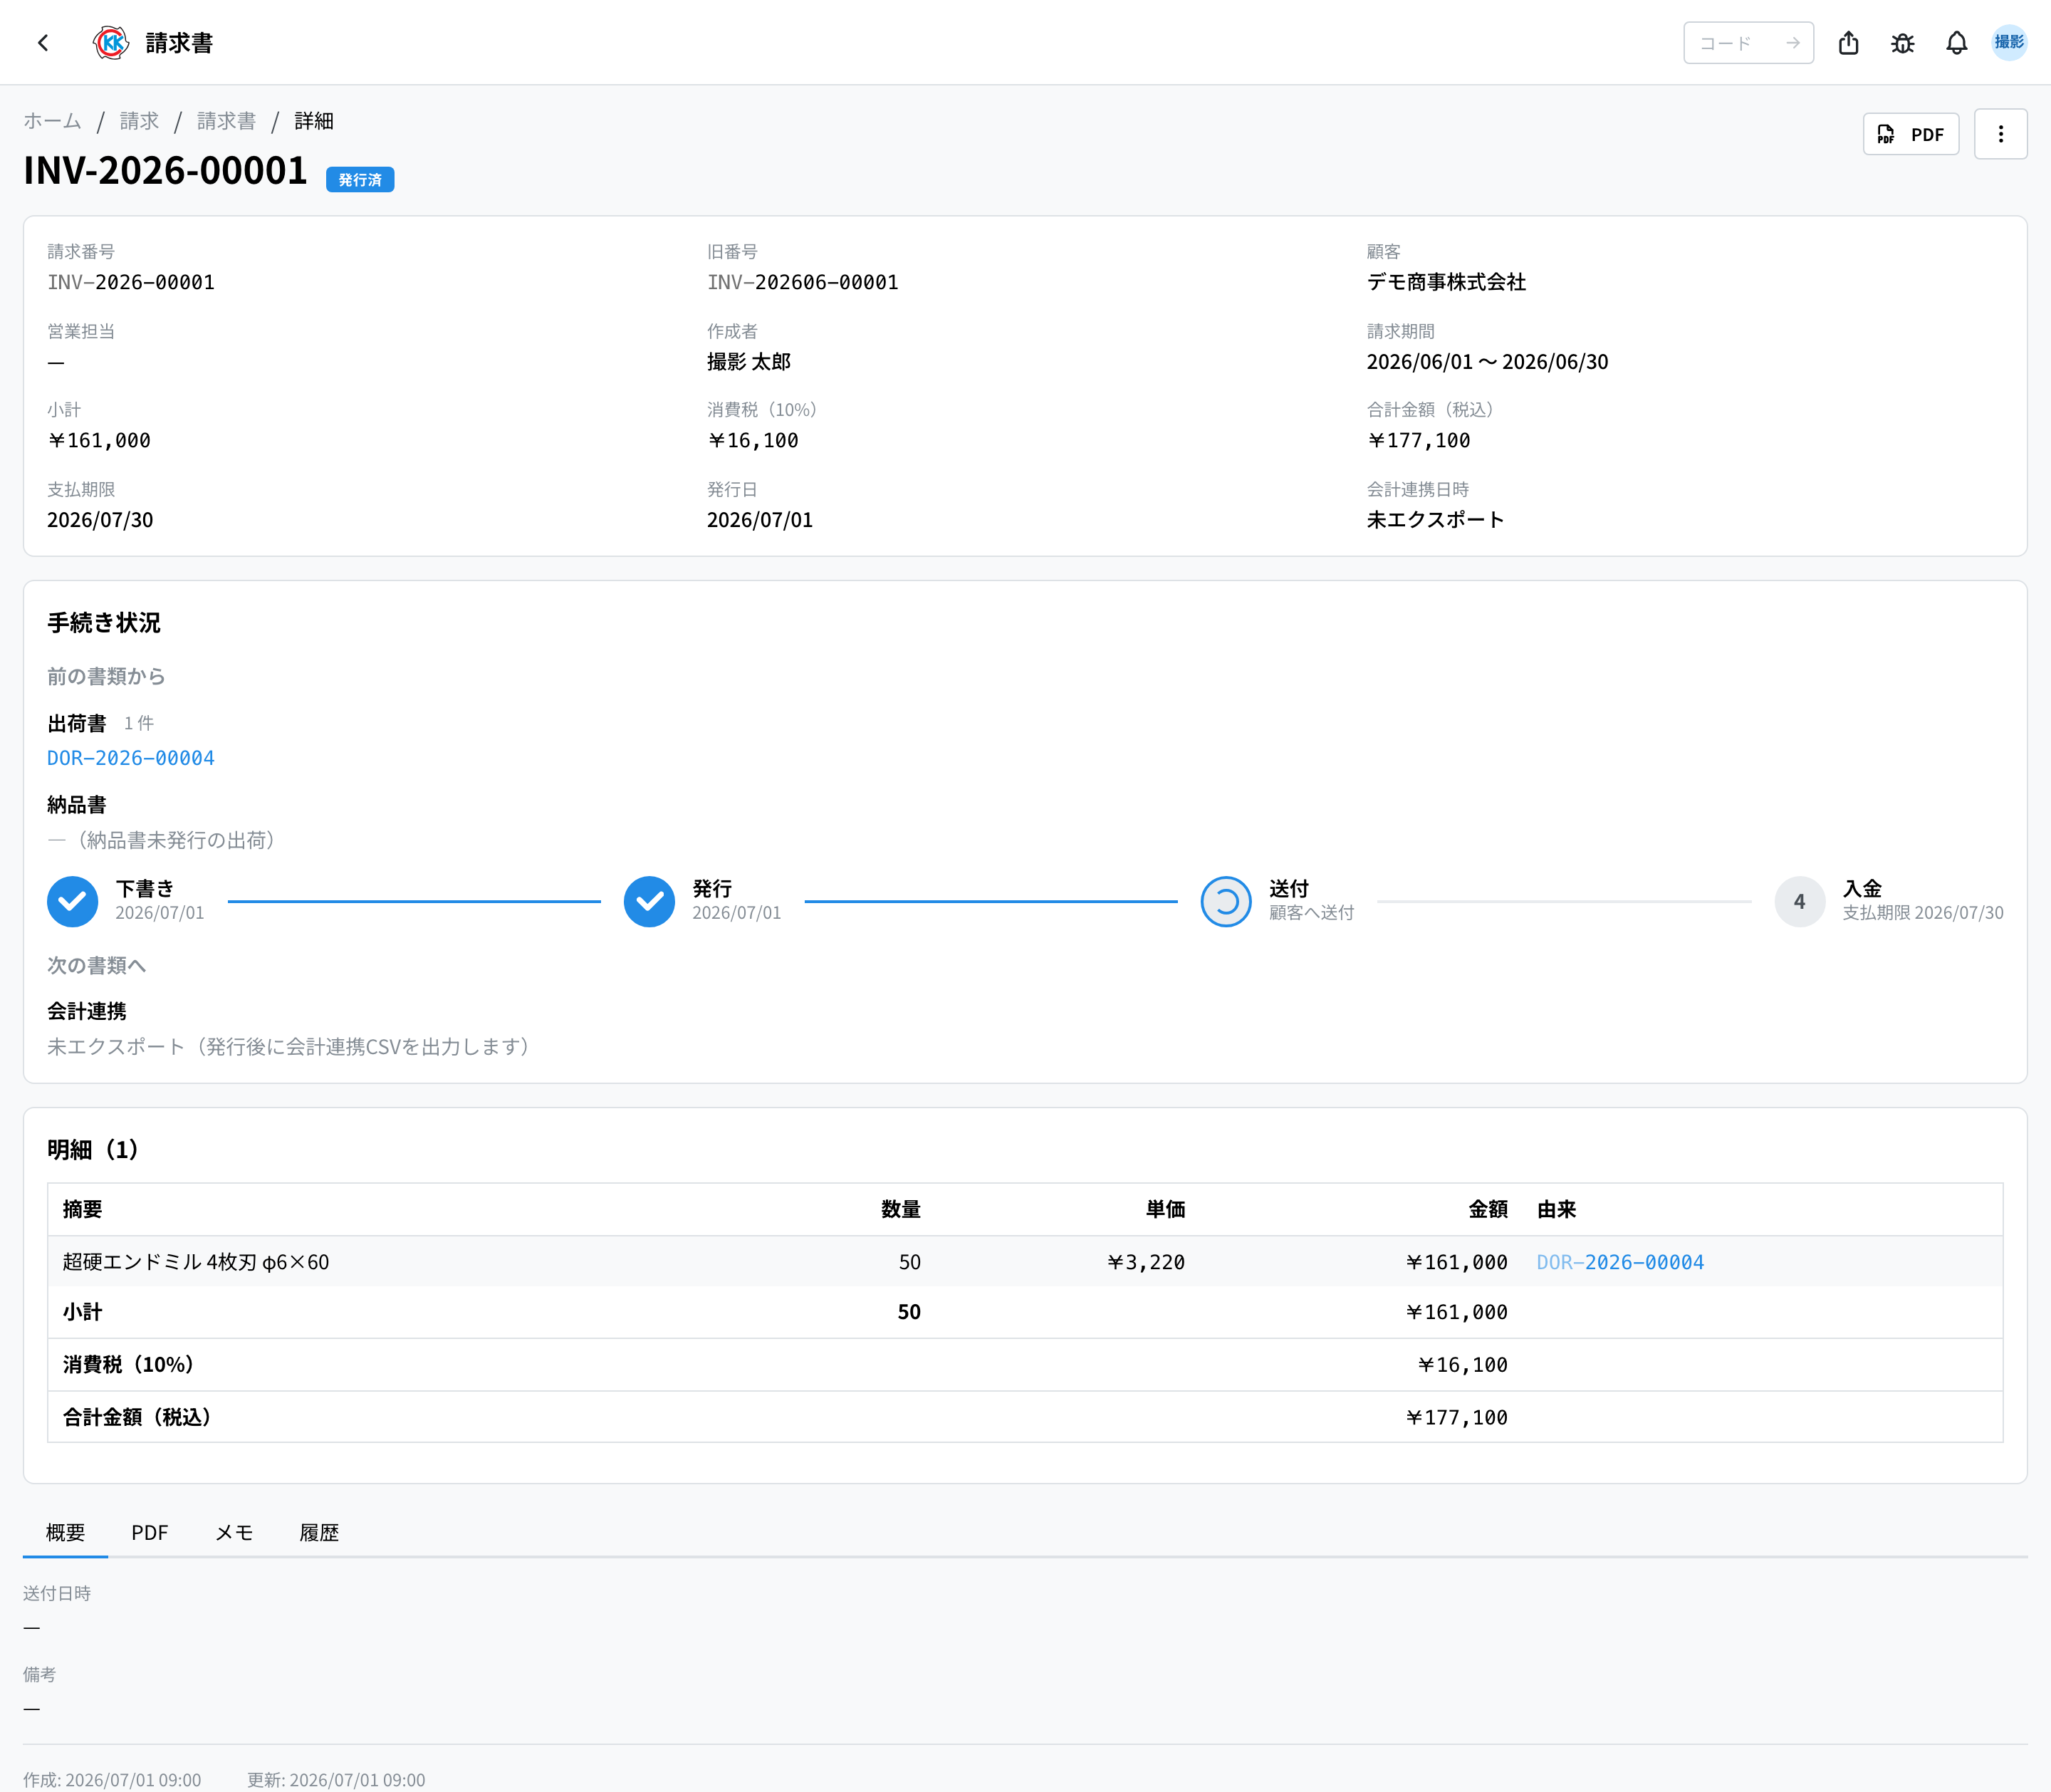 請求書
コード
撮影
ホーム / 請求 / 請求書 / 詳細
PDF
INV-2026-00001 発行済
請求番号 旧番号 顧客
INV-2026-00001 INV-202606-00001 デモ商事株式会社
営業担当 作成者 請求期間
— 撮影 太郎 2026/06/01 〜 2026/06/30
小計 消費税（10%） 合計金額（税込）
￥161,000 ￥16,100 ￥177,100
支払期限 発行日 会計連携日時
2026/07/30 2026/07/01 未エクスポート
手続き状況
前の書類から
出荷書 1 件
DOR-2026-00004
納品書
—（納品書未発行の出荷）
下書き 発行 送付 4 入金
2026/07/01 2026/07/01 顧客へ送付 支払期限 2026/07/30
次の書類へ
会計連携
未エクスポート（発行後に会計連携CSVを出力します）
明細（1）
摘要 数量 単価 金額 由来
超硬エンドミル 4枚刃 φ6×60 50 ￥3,220 ￥161,000 DOR-2026-00004
小計 50 ￥161,000
消費税（10%） ￥16,100
合計金額（税込） ￥177,100
概要 PDF メモ 履歴
送付日時
—
備考
—
作成: 2026/07/01 09:00 更新: 2026/07/01 09:00